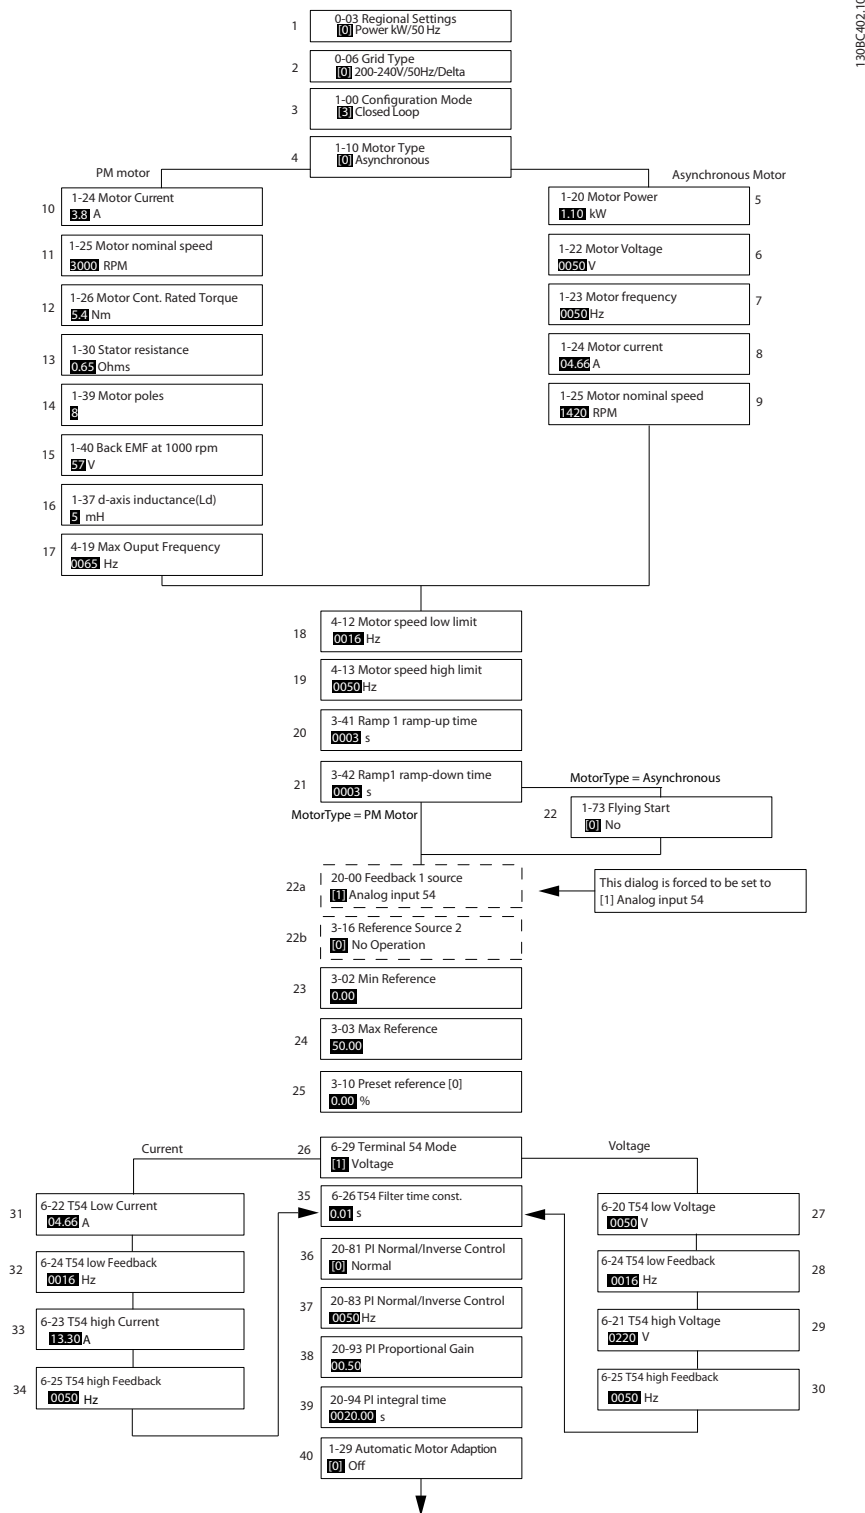 130BC402.10
1
0-03 Regional Settings
[0] Power kW/50 Hz
2
0-06 Grid Type
[0] 200-240V/50Hz/Delta
3
1-00 Configuration Mode
[3] Closed Loop
4
1-10 Motor Type
[0] Asynchronous
PM motor
Asynchronous Motor
10
1-24 Motor Current
3.8 A
11
1-25 Motor nominal speed
3000 RPM
12
1-26 Motor Cont. Rated Torque
5.4 Nm
13
1-30 Stator resistance
0.65 Ohms
14
1-39 Motor poles
8
15
1-40 Back EMF at 1000 rpm
57 V
16
1-37 d-axis inductance(Ld)
5 mH
17
4-19 Max Ouput Frequency
0065 Hz
1-20 Motor Power
1.10 kW
5
1-22 Motor Voltage
0050 V
6
1-23 Motor frequency
0050 Hz
7
1-24 Motor current
04.66 A
8
1-25 Motor nominal speed
1420 RPM
9
18
4-12 Motor speed low limit
0016 Hz
19
4-13 Motor speed high limit
0050 Hz
20
3-41 Ramp 1 ramp-up time
0003 s
21
3-42 Ramp1 ramp-down time
0003 s
MotorType = Asynchronous
MotorType = PM Motor
22
1-73 Flying Start
[0] No
22a
20-00 Feedback 1 source
[1] Analog input 54
This dialog is forced to be set to
[1] Analog input 54
22b
3-16 Reference Source 2
[0] No Operation
23
3-02 Min Reference
0.00
24
3-03 Max Reference
50.00
25
3-10 Preset reference [0]
0.00 %
Current
26
6-29 Terminal 54 Mode
[1] Voltage
Voltage
31
6-22 T54 Low Current
04.66 A
32
6-24 T54 low Feedback
0016 Hz
33
6-23 T54 high Current
13.30 A
34
6-25 T54 high Feedback
0050 Hz
35
6-26 T54 Filter time const.
0.01 s
36
20-81 PI Normal/Inverse Control
[0] Normal
37
20-83 PI Normal/Inverse Control
0050 Hz
38
20-93 PI Proportional Gain
00.50
39
20-94 PI integral time
0020.00 s
40
1-29 Automatic Motor Adaption
[0] Off
6-20 T54 low Voltage
0050 V
27
6-24 T54 low Feedback
0016 Hz
28
6-21 T54 high Voltage
0220 V
29
6-25 T54 high Feedback
0050 Hz
30